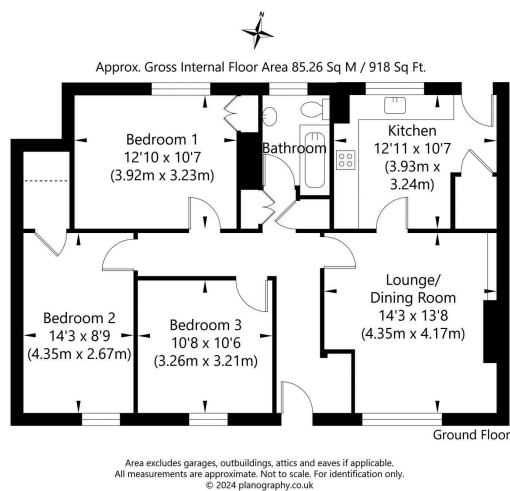 N
Approx. Gross Internal Floor Area 85.26 Sq M / 918 Sq Ft.
Bedroom 1
12'10 x 10'7
(3.92m x 3.23m)
Bathroom
Kitchen
12'11 x 10'7
(3.93m x
3.24m)
Bedroom 2
14'3 x 8'9
(4.35m x 2.67m)
Bedroom 3
10'8 x 10'6
(3.26m x 3.21m)
Lounge/
Dining Room
14'3 x 13'8
(4.35m x 4.17m)
Ground Floor
Area excludes garages, outbuildings, attics and eaves if applicable.
All measurements are approximate. Not to scale. For identification only.
© 2024 planography.co.uk